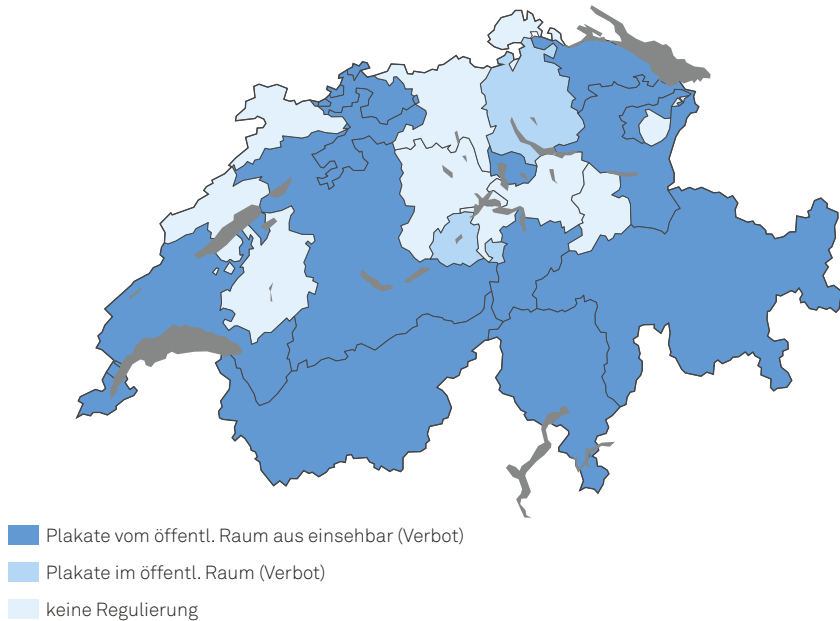 Plakate vom öffentl. Raum aus einsehbar (Verbot)
Plakate im öffentl. Raum (Verbot)
keine Regulierung